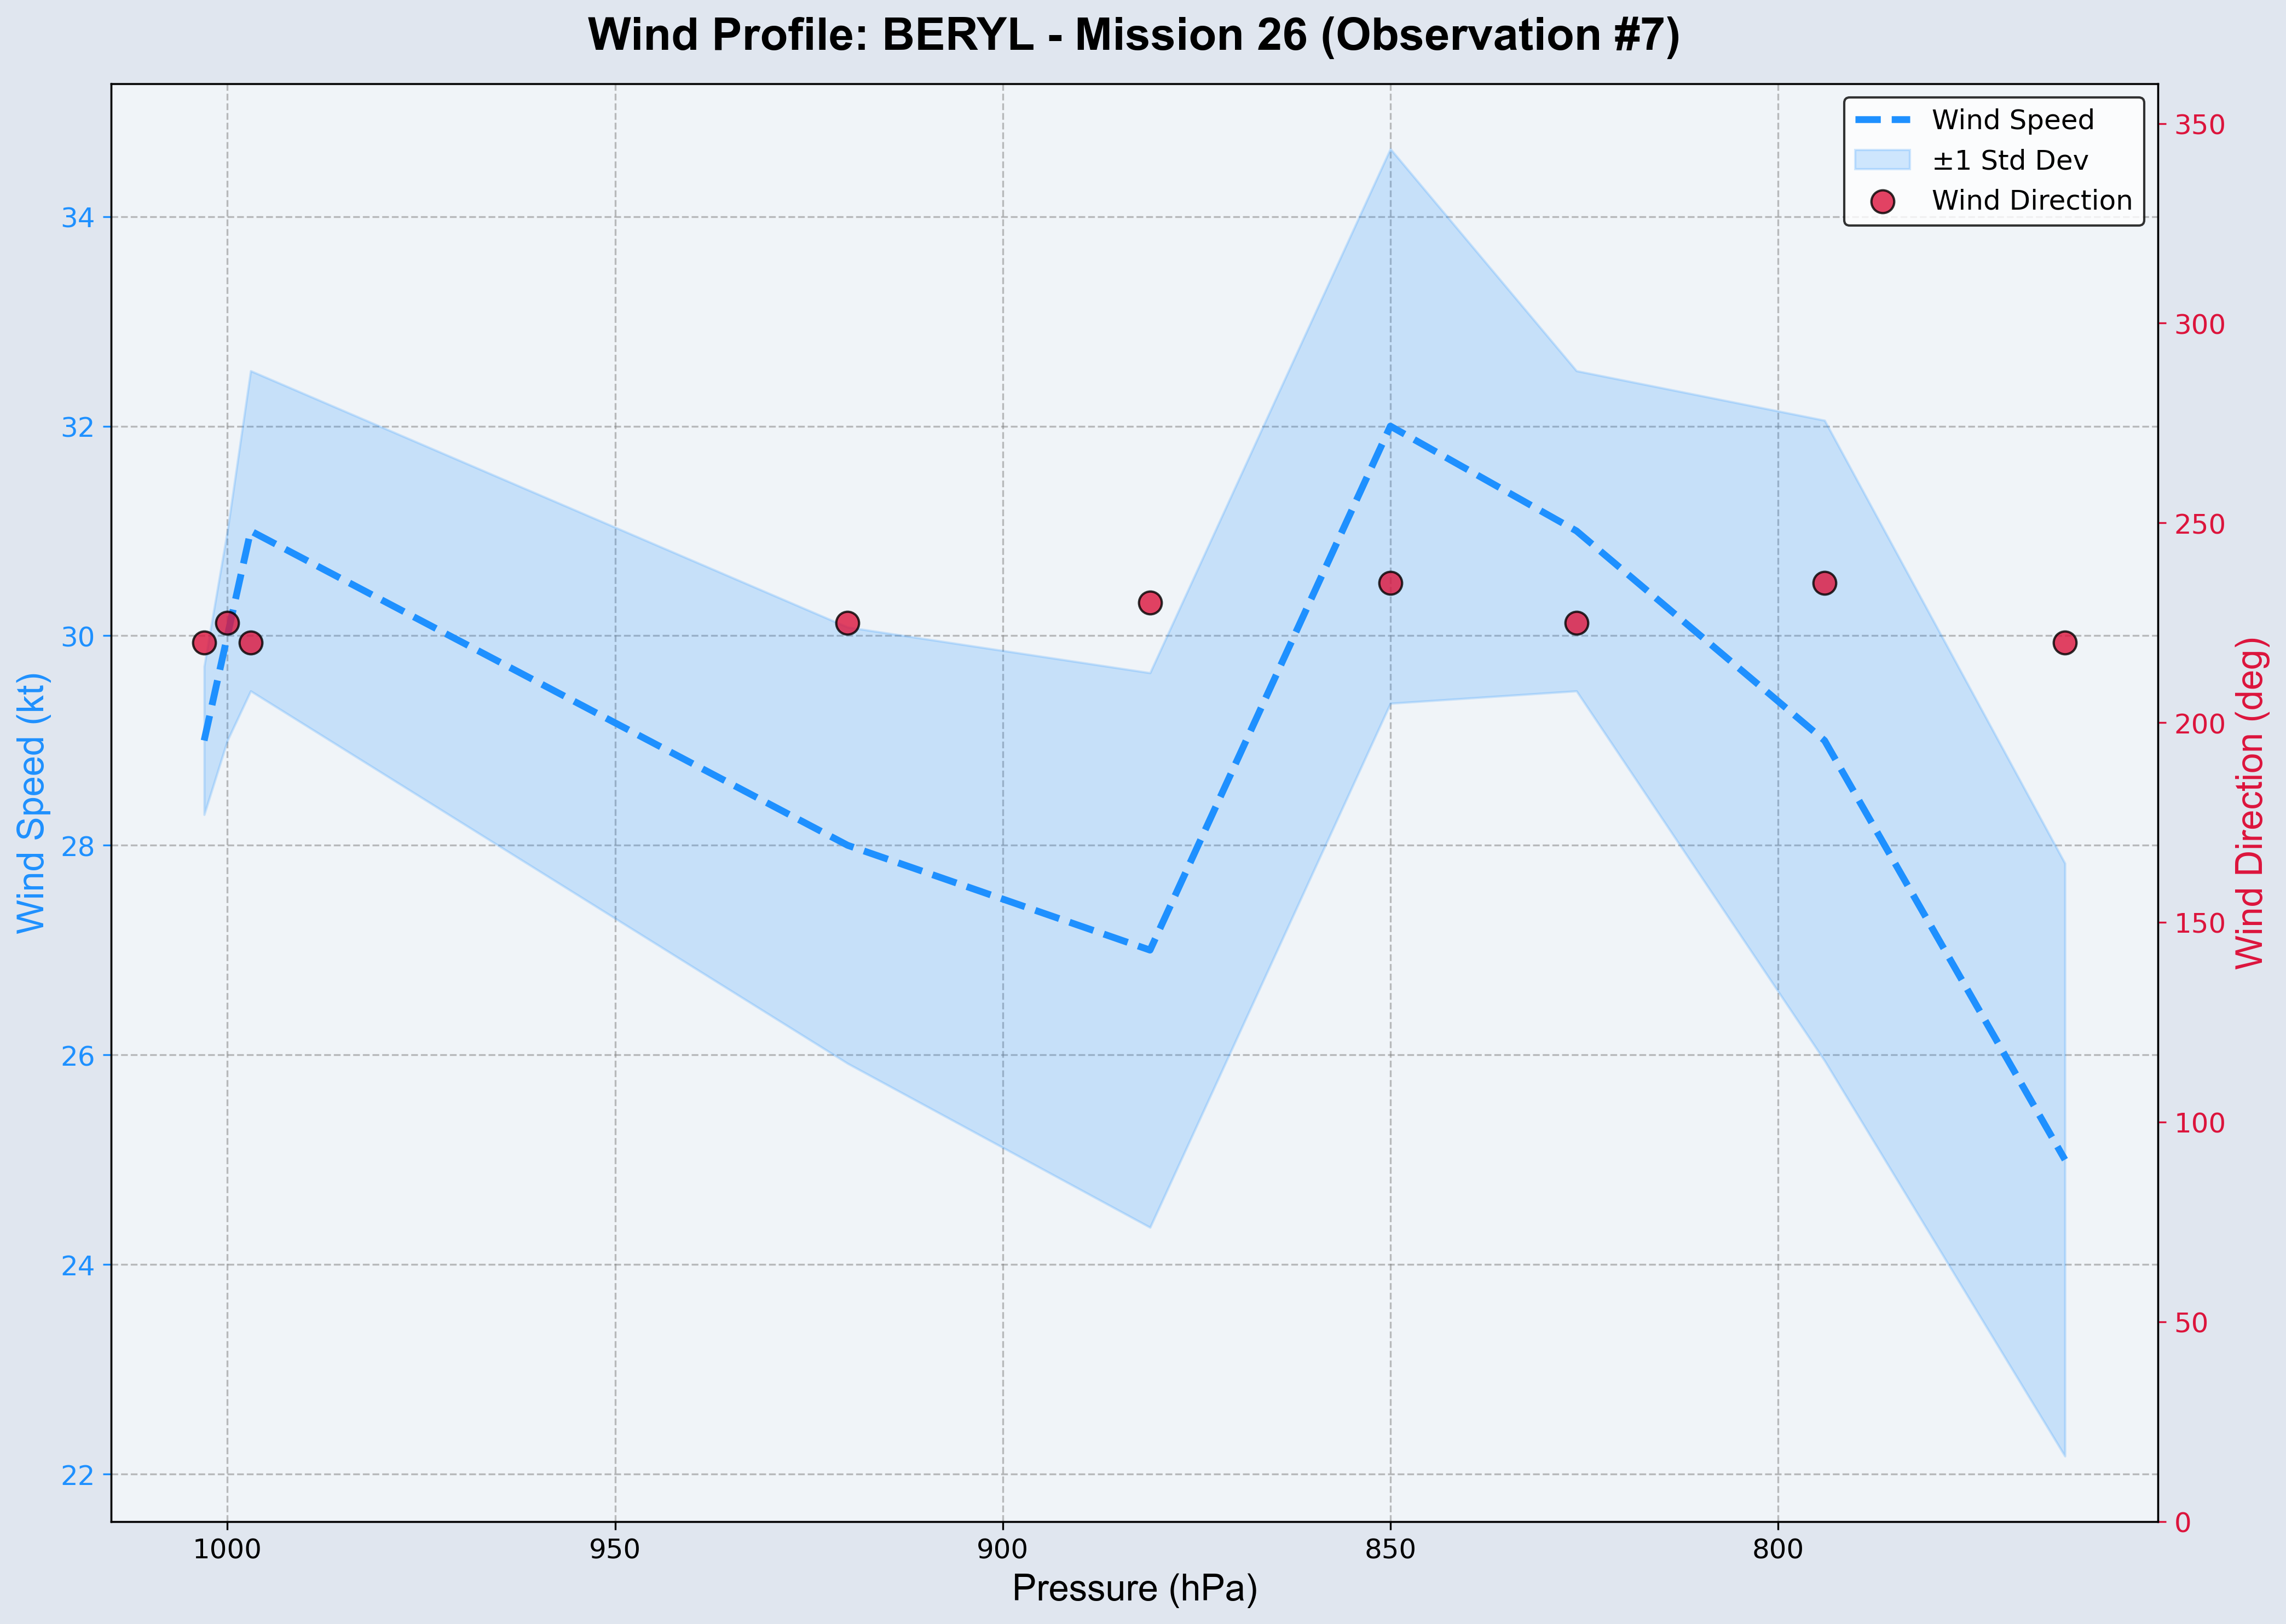 Wind Profile: BERYL - Mission 26 (Observation #7)
Wind Speed
±1 Std Dev
Wind Direction
34
32
30
28
26
24
22
Wind Speed (kt)
350
300
250
200
150
100
50
0
Wind Direction (deg)
1000
950
900
850
800
Pressure (hPa)